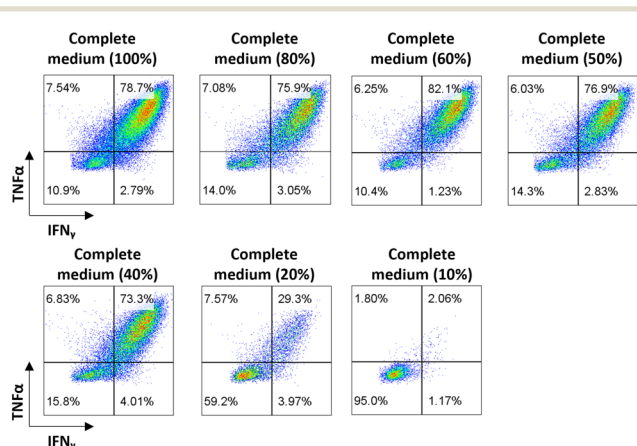 Complete medium (100%)
7.54% 78.7%
10.9% 2.79%
Complete medium (80%)
7.08% 75.9%
14.0% 3.05%
Complete medium (60%)
6.25% 82.1%
10.4% 1.23%
Complete medium (50%)
6.03% 76.9%
14.3% 2.83%
TNFα
IFNγ
Complete medium (40%)
6.83% 73.3%
15.8% 4.01%
Complete medium (20%)
7.57% 29.3%
59.2% 3.97%
Complete medium (10%)
1.80% 2.06%
95.0% 1.17%
TNFα
IFNγ